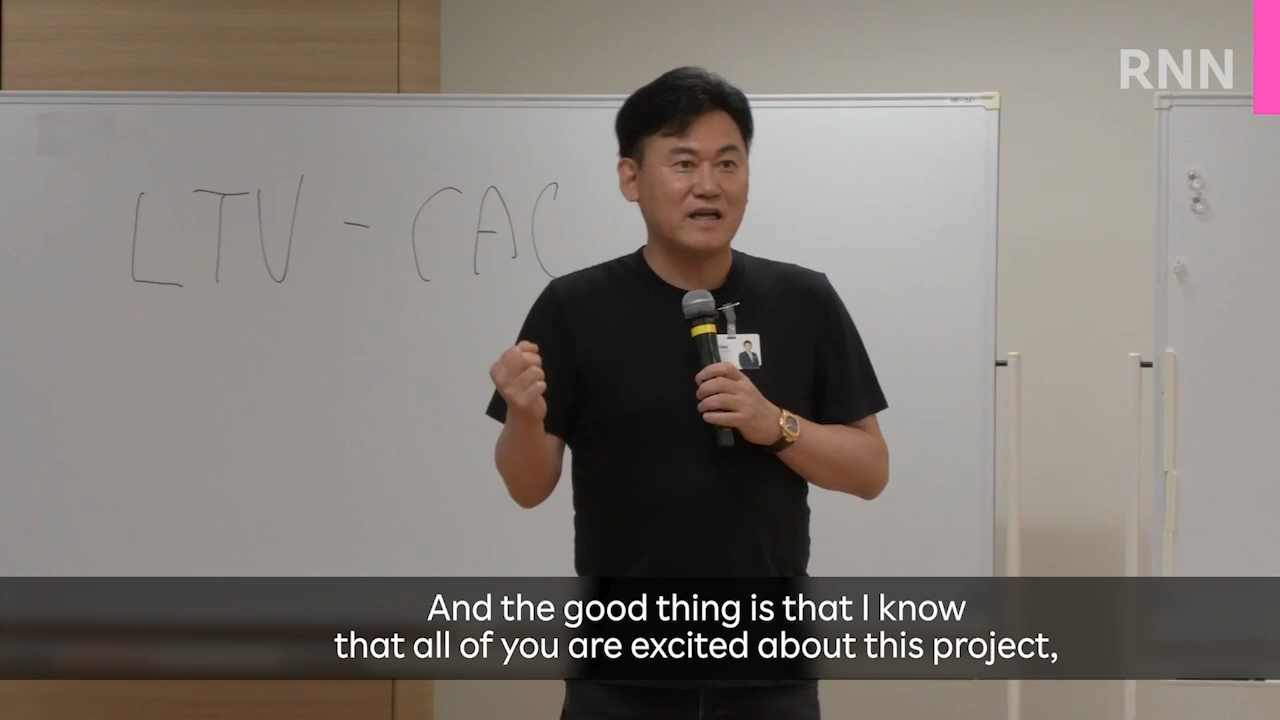 RNN
LTV - CAC
And the good thing is that I know
that all of you are excited about this project,